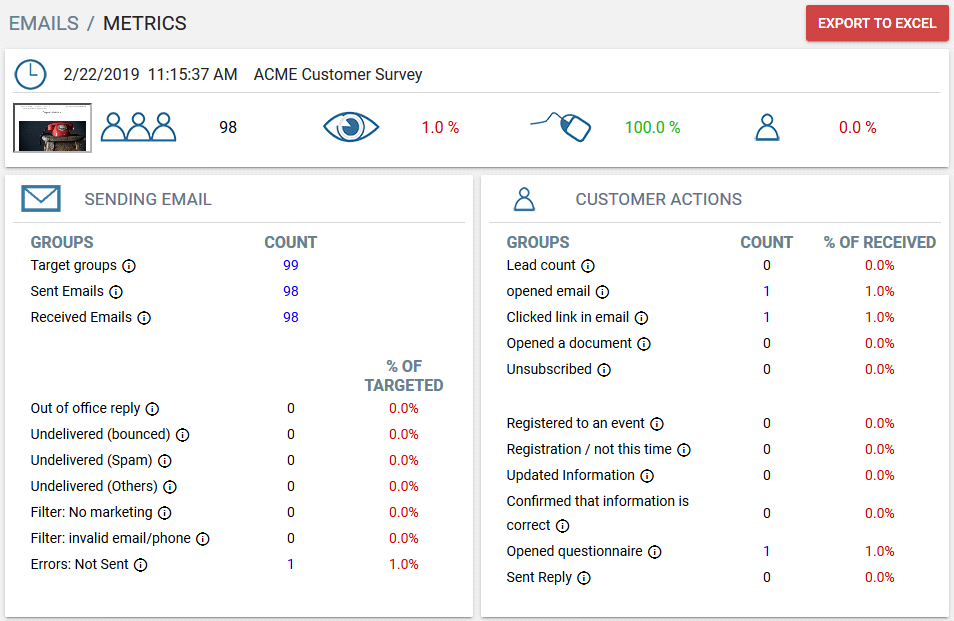 EMAILS / METRICS
EXPORT TO EXCEL
2/22/2019 11:15:37 AM ACME Customer Survey
98 1.0 % 100.0 % 0.0 %
SENDING EMAIL
GROUPS COUNT
Target groups 99
Sent Emails 98
Received Emails 98
% OF
TARGETED
Out of office reply 0 0.0%
Undelivered (bounced) 0 0.0%
Undelivered (Spam) 0 0.0%
Undelivered (Others) 0 0.0%
Filter: No marketing 0 0.0%
Filter: invalid email/phone 0 0.0%
Errors: Not Sent 1 1.0%
CUSTOMER ACTIONS
GROUPS COUNT % OF RECEIVED
Lead count 0 0.0%
opened email 1 1.0%
Clicked link in email 1 1.0%
Opened a document 0 0.0%
Unsubscribed 0 0.0%
Registered to an event 0 0.0%
Registration / not this time 0 0.0%
Updated Information 0 0.0%
Confirmed that information is
correct 0 0.0%
Opened questionnaire 1 1.0%
Sent Reply 0 0.0%